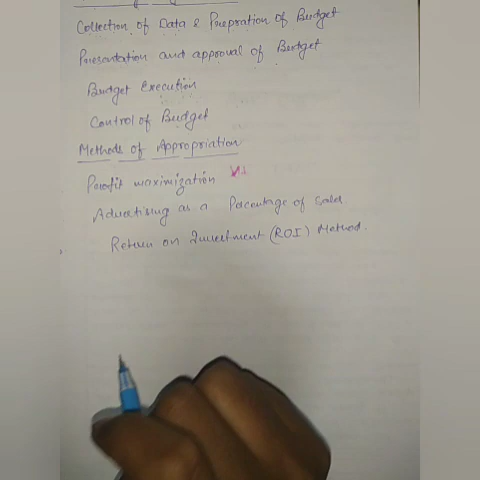 Collection of Data & Prepration of Budget
Presentation and approval of Budget
Budget Execution
Control of Budget
Methods of Appropriation
Profit maximization
Advertising as a Percentage of Sales
Return on Investment (ROI) Method.